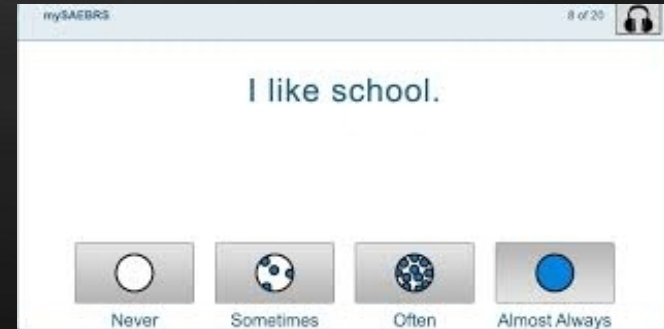 mySAEBRS 8 of 20
I like school.
Never Sometimes Often Almost Always